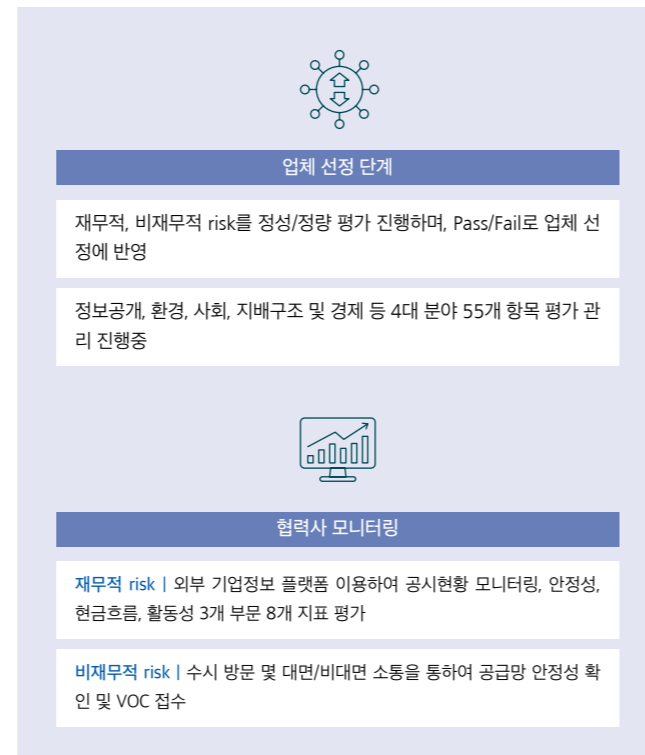 업체 선정 단계
재무적, 비재무적 risk를 정성/정량 평가 진행하며, Pass/Fail로 업체 선
정에 반영
정보공개, 환경, 사회, 지배구조 및 경제 등 4대 분야 55개 항목 평가 관
리 진행중
협력사 모니터링
재무적 risk | 외부 기업정보 플랫폼 이용하여 공시현황 모니터링, 안정성,
현금흐름, 활동성 3개 부문 8개 지표 평가
비재무적 risk | 수시 방문 몇 대면/비대면 소통을 통하여 공급망 안정성 확
인 및 VOC 접수